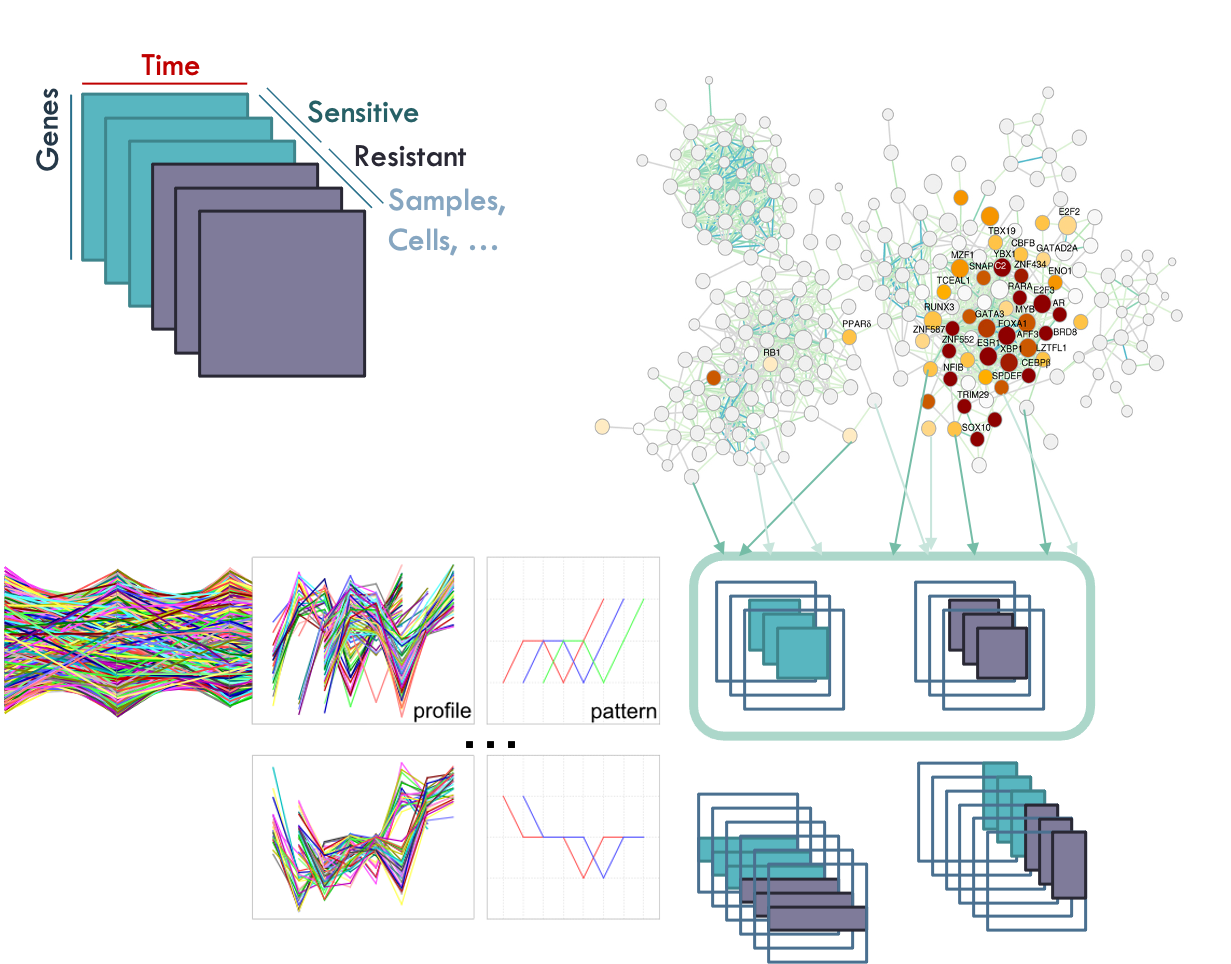 Time
Genes
Sensitive
Resistant
Samples,
Cells, ...
E2F2
TBX19
CBFB
GATAD2A
MZF1
YBX1
SNAPC2
ZNF434
ENO1
TCEAL1
RARA
E2F3
RUNX3
GATA3
MYB
AR
PPARδ
ZNF587
FOXA1
AFF3
BRD8
ZNF552
ESR1
XBP1
LZTFL1
RB1
NFIB
SPDEF
CEBPβ
TRIM29
SOX10
profile
pattern
...